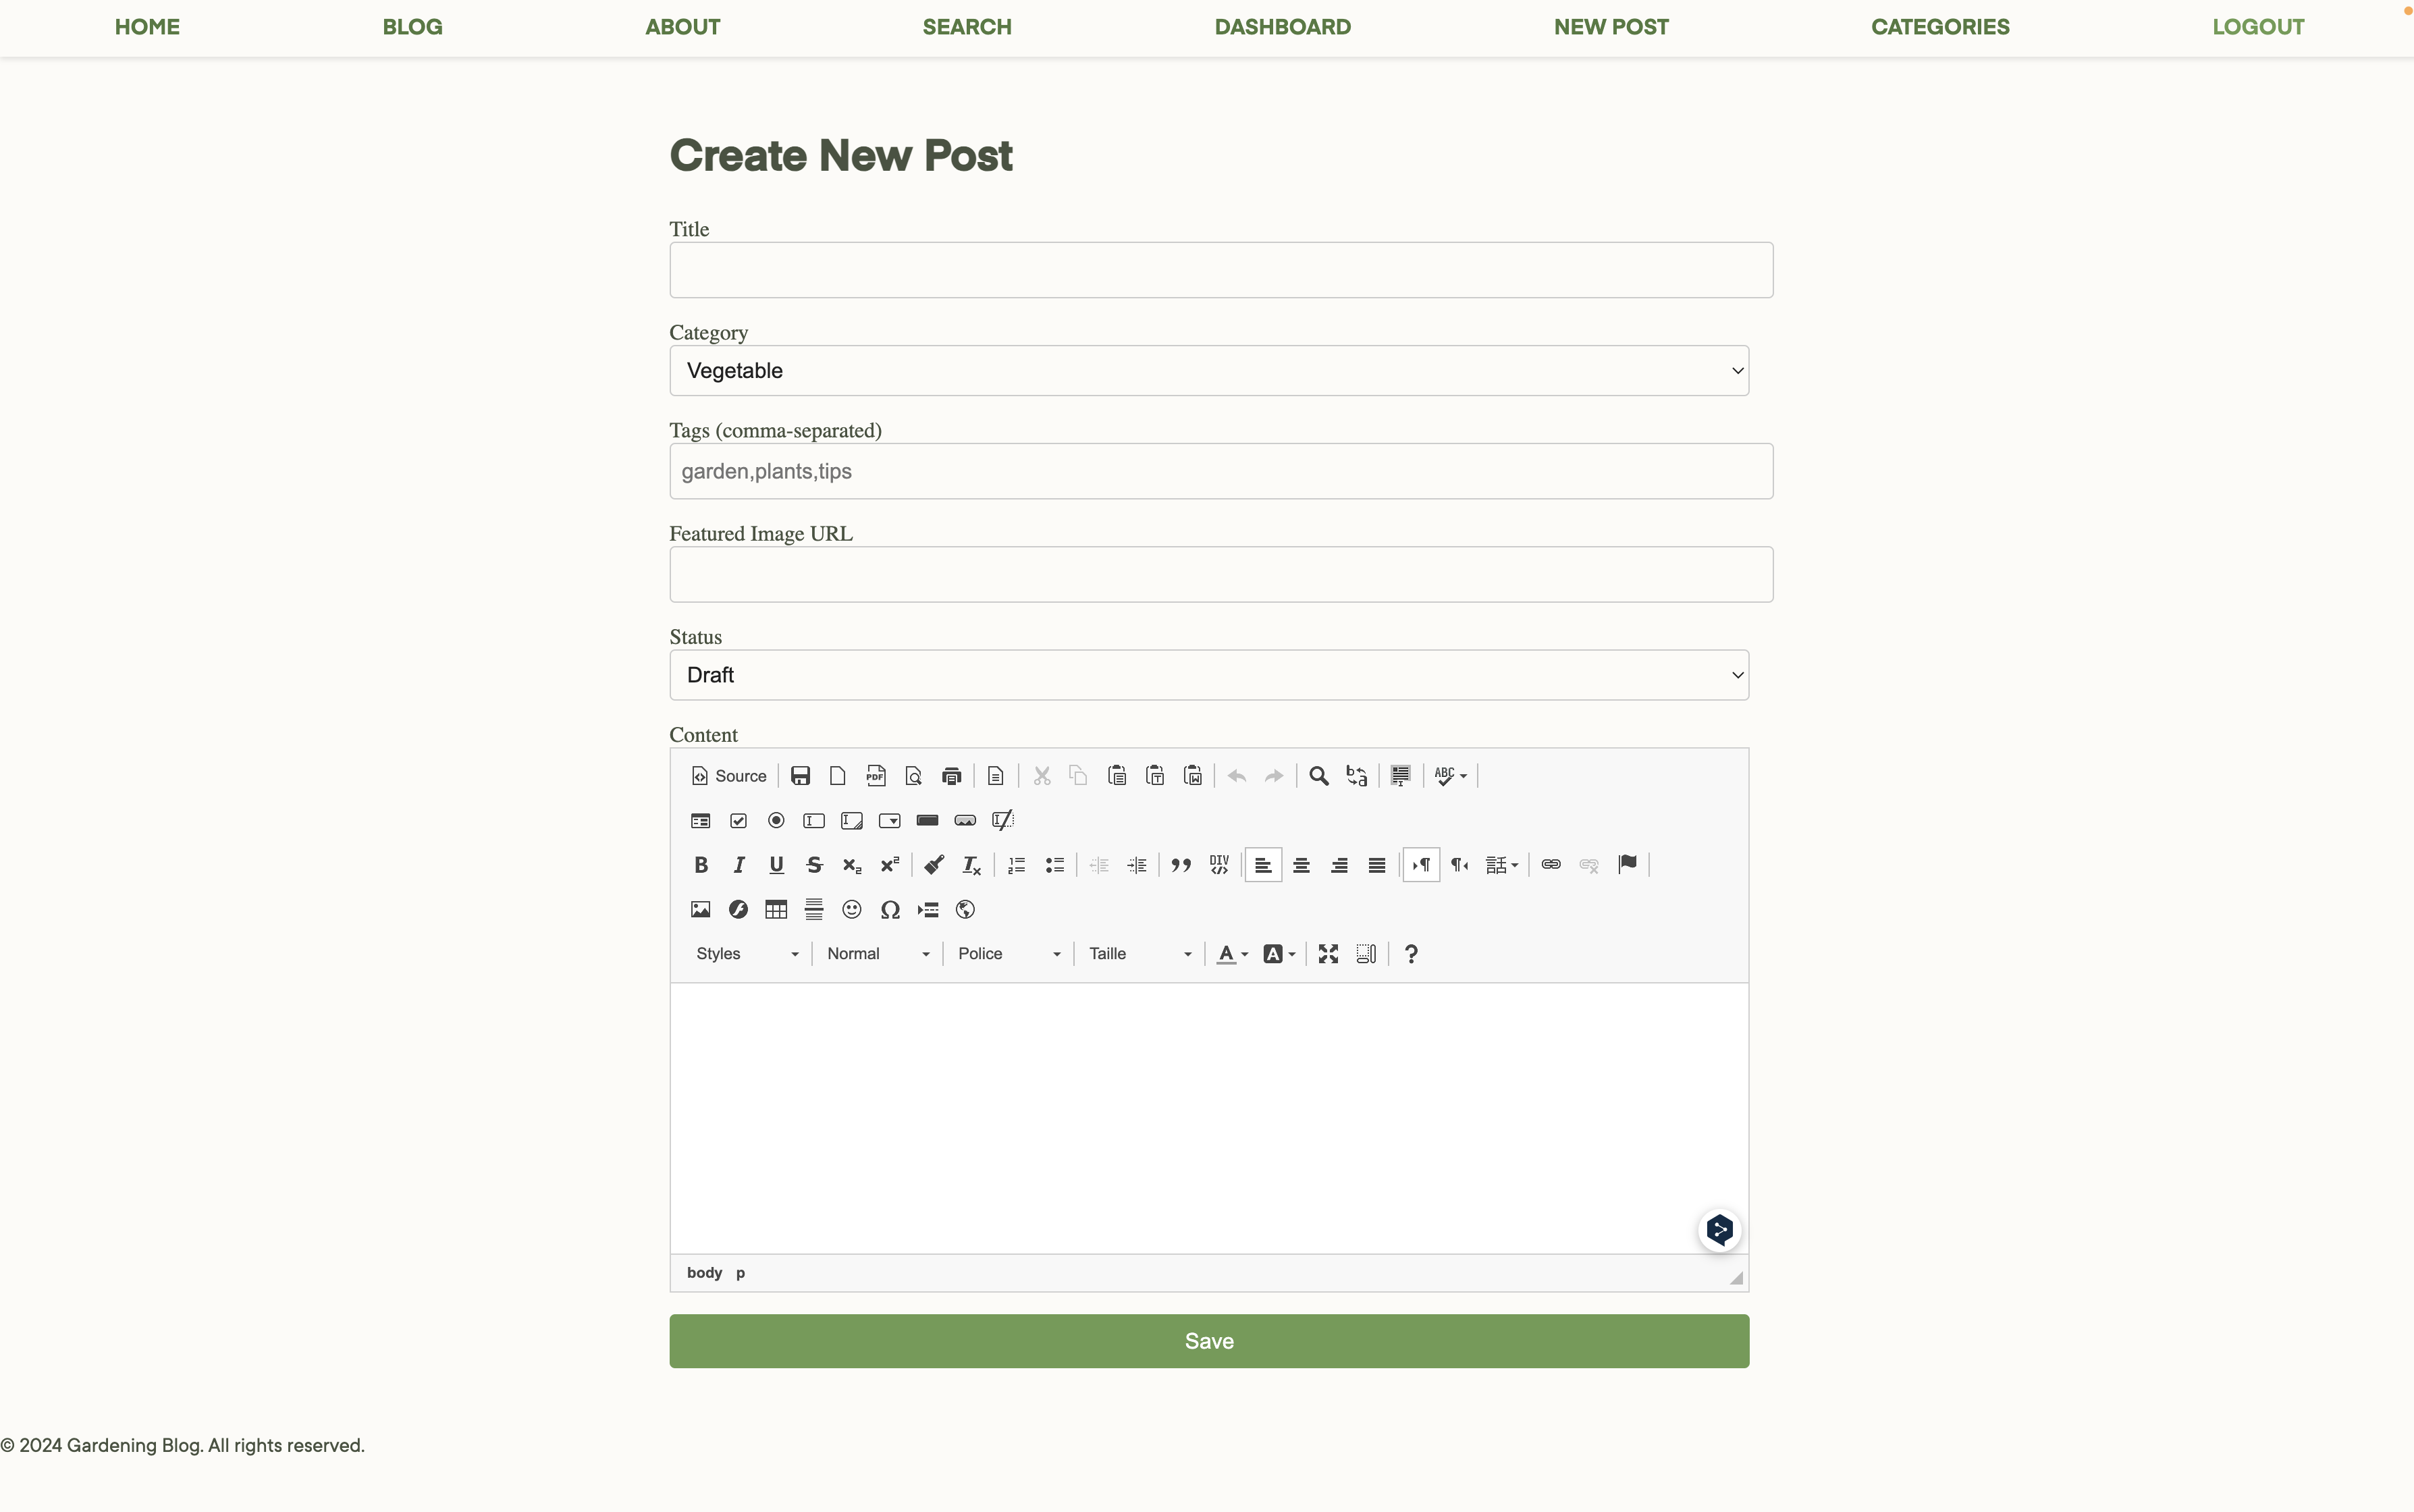 HOME BLOG ABOUT SEARCH DASHBOARD NEW POST CATEGORIES LOGOUT
Create New Post
Title
Category
Vegetable
Tags (comma-separated)
garden,plants,tips
Featured Image URL
Status
Draft
Content
Source
Styles Normal Police Taille
body p
Save
© 2024 Gardening Blog. All rights reserved.